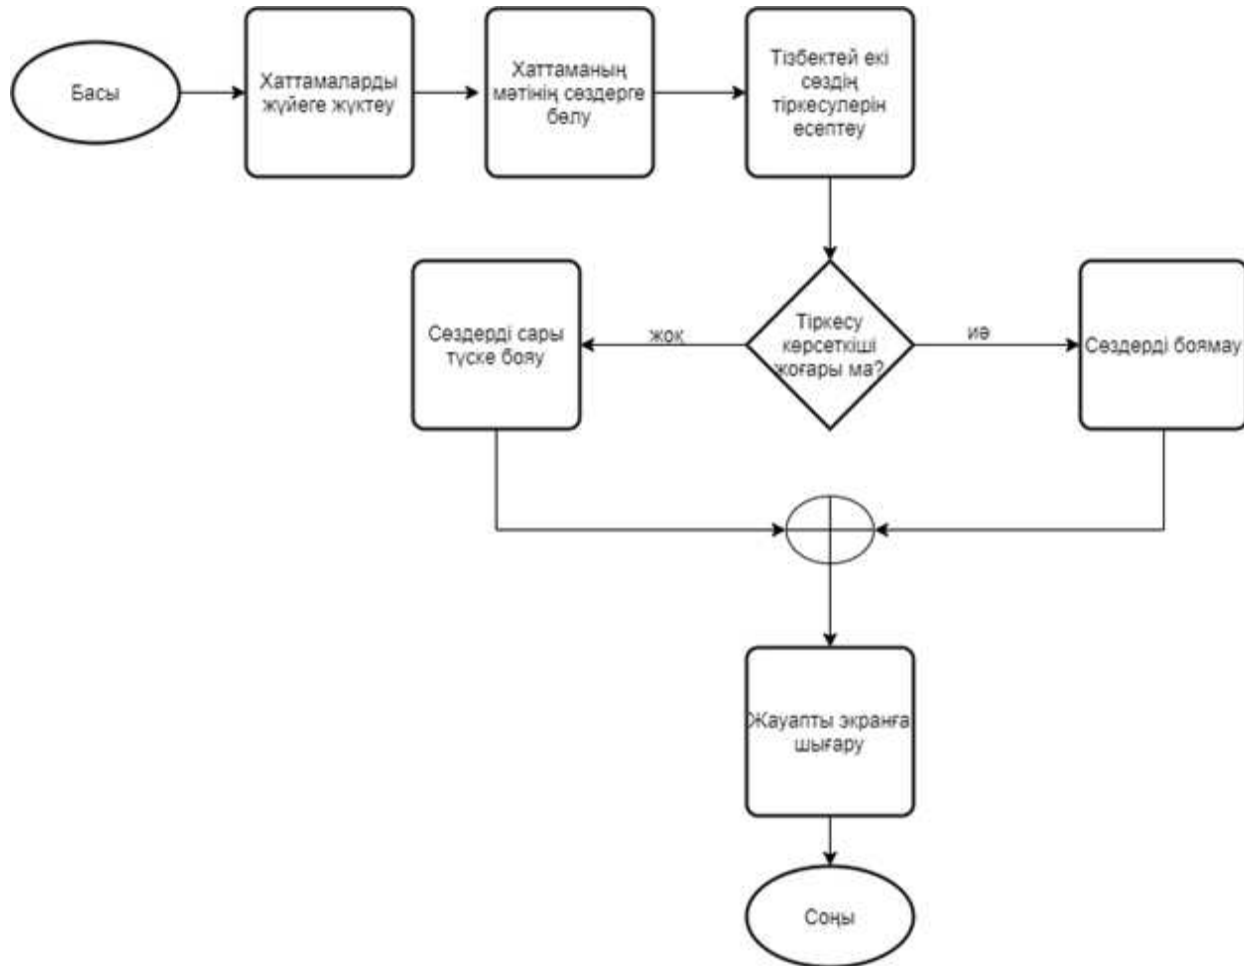 Басы
Хаттамаларды
жүйеге жүктеу
Хаттаманың
мәтінің сөздерге
бөлу
Тізбектей екі
сөздің
тіркесулерін
есептеу
Сөздерді сары
түске бояу
жоқ
Тіркесу
көрсеткіші
жоғары ма?
иә
Сөздерді боямау
Жауапты экранға
шығару
Соңы